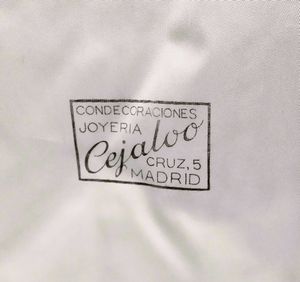 CONDECORACIONES
JOYERIA
Cejalvo
CRUZ, 5
MADRID